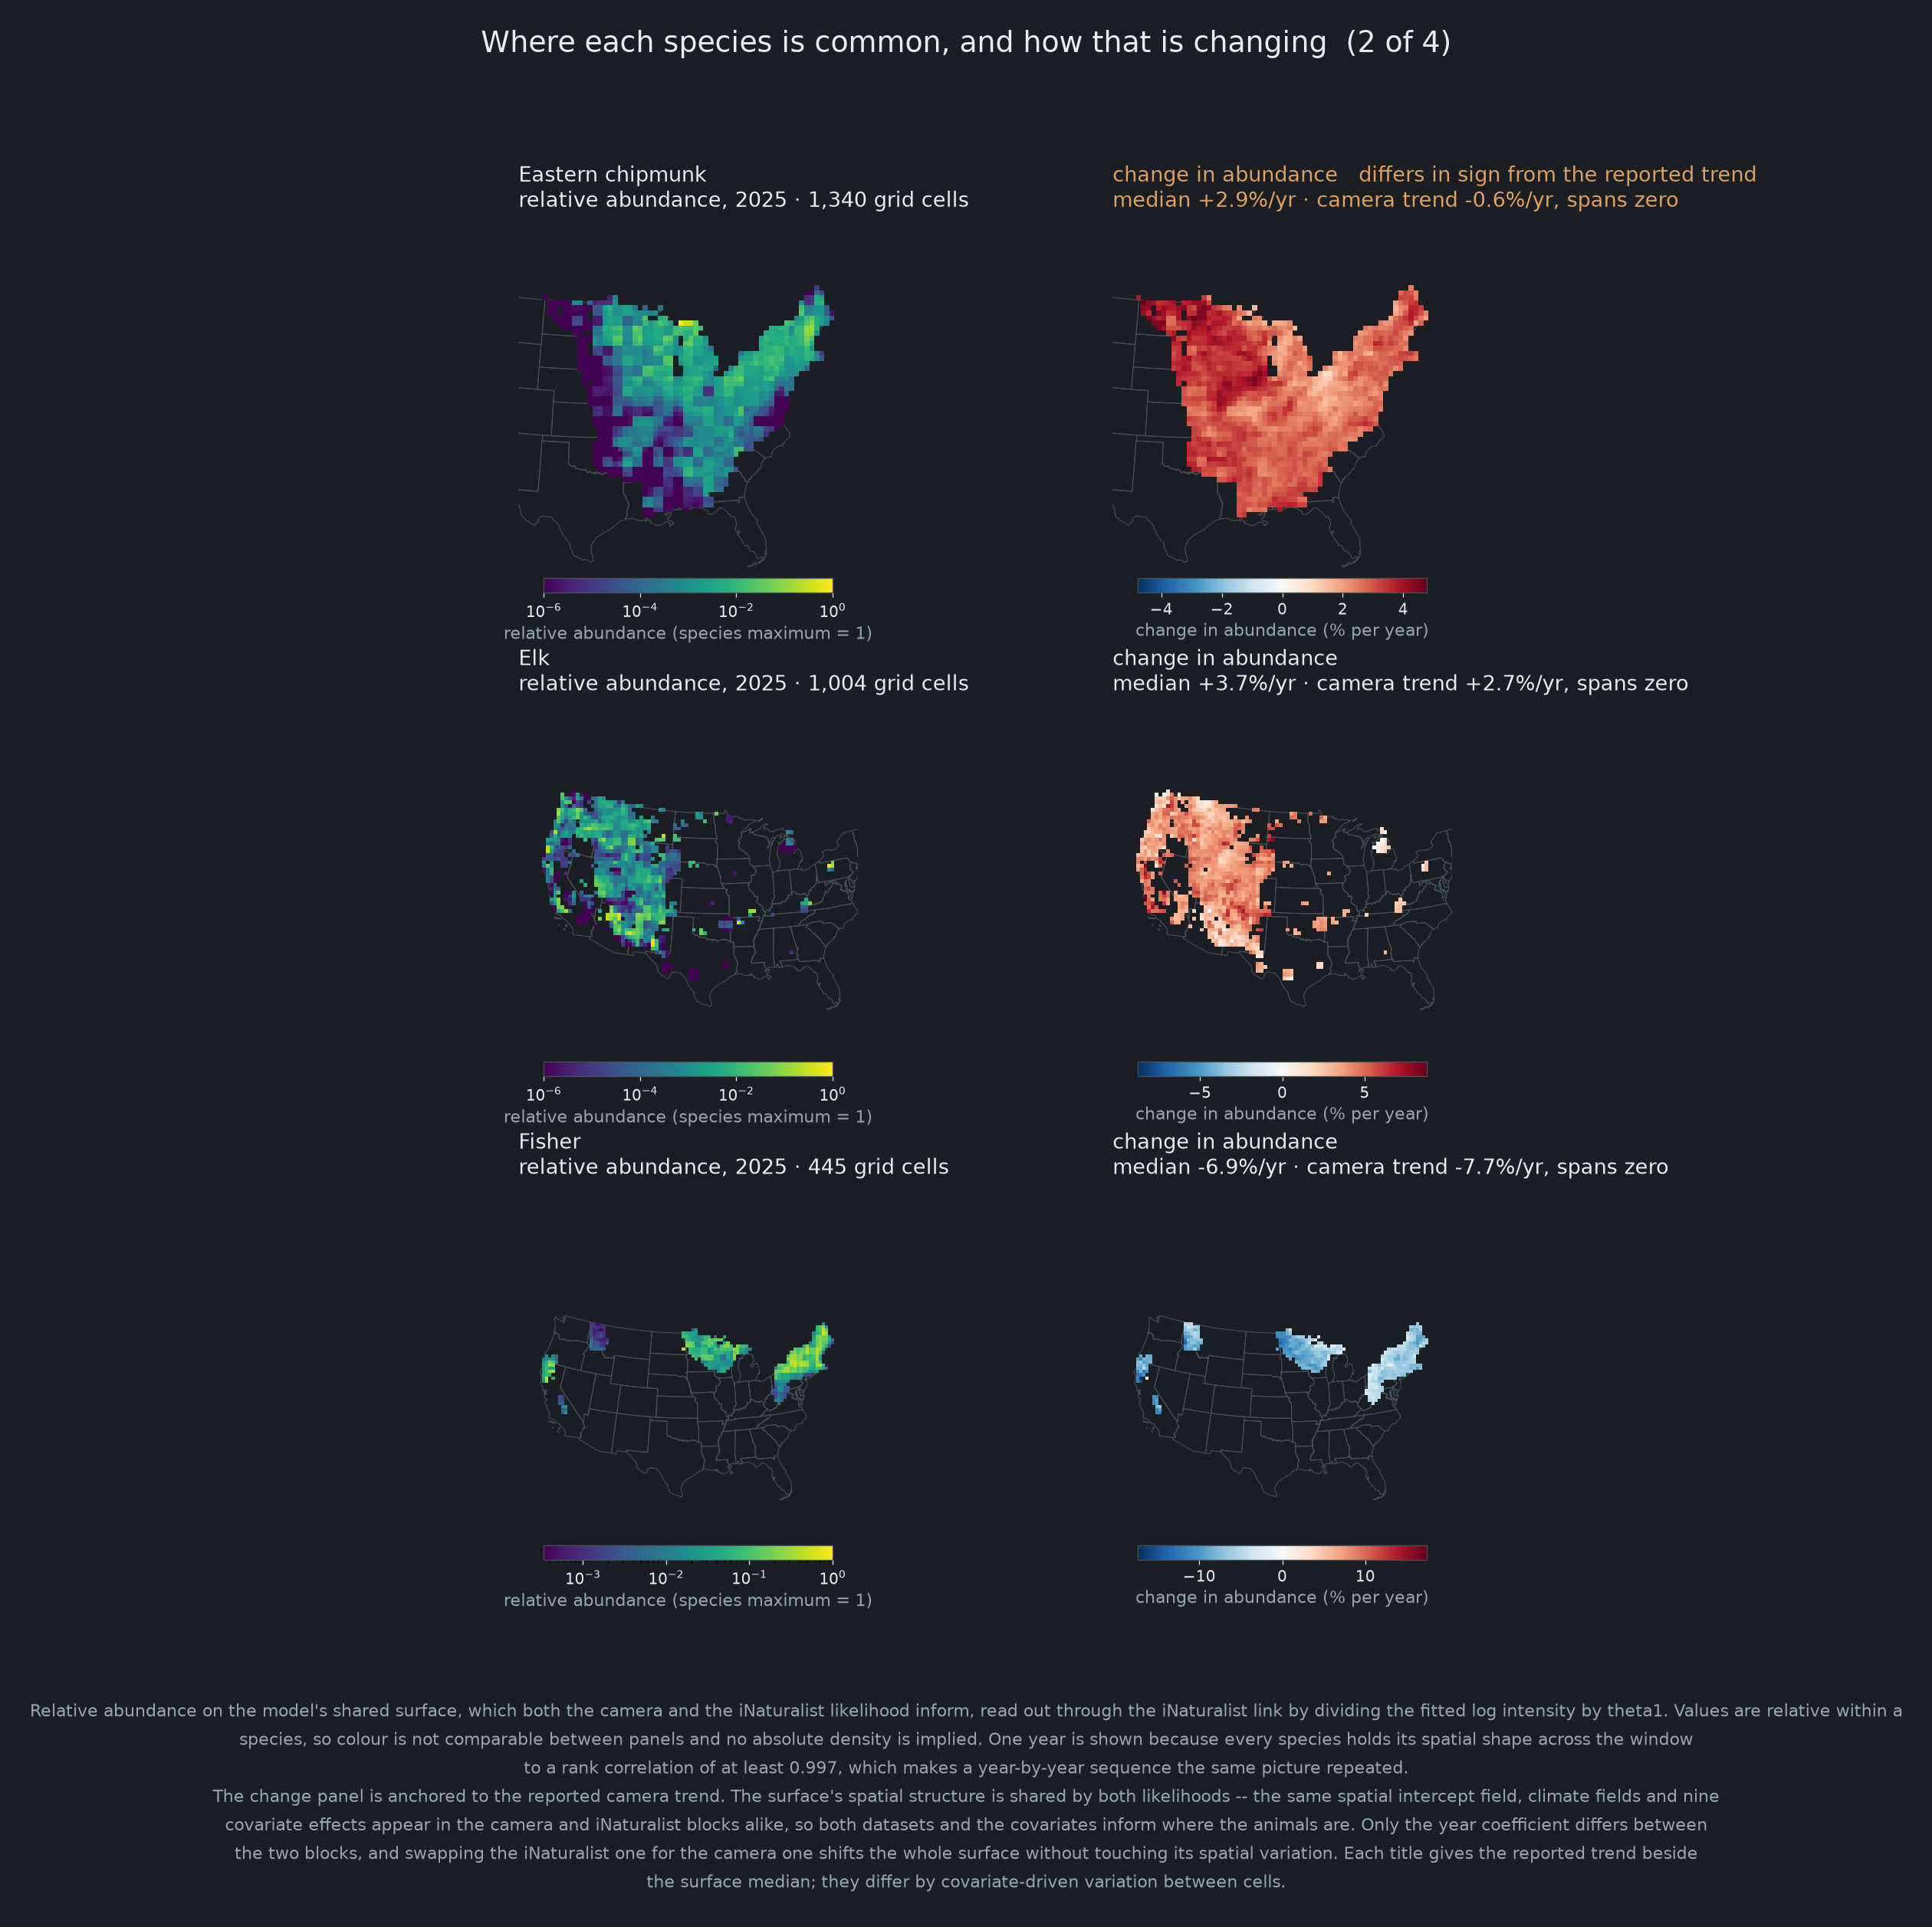 Where each species is common, and how that is changing  (2 of 4)
Eastern chipmunk
relative abundance, 2025 · 1,340 grid cells
change in abundance   differs in sign from the reported trend
median +2.9%/yr · camera trend -0.6%/yr, spans zero
10⁻⁶ 10⁻⁴ 10⁻² 10⁰
relative abundance (species maximum = 1)
−4 −2 0 2 4
change in abundance (% per year)
Elk
relative abundance, 2025 · 1,004 grid cells
change in abundance
median +3.7%/yr · camera trend +2.7%/yr, spans zero
10⁻⁶ 10⁻⁴ 10⁻² 10⁰
relative abundance (species maximum = 1)
−5 0 5
change in abundance (% per year)
Fisher
relative abundance, 2025 · 445 grid cells
change in abundance
median -6.9%/yr · camera trend -7.7%/yr, spans zero
10⁻³ 10⁻² 10⁻¹ 10⁰
relative abundance (species maximum = 1)
−10 0 10
change in abundance (% per year)
Relative abundance on the model's shared surface, which both the camera and the iNaturalist likelihood inform, read out through the iNaturalist link by dividing the fitted log intensity by theta1. Values are relative within a
species, so colour is not comparable between panels and no absolute density is implied. One year is shown because every species holds its spatial shape across the window
to a rank correlation of at least 0.997, which makes a year-by-year sequence the same picture repeated.
The change panel is anchored to the reported camera trend. The surface's spatial structure is shared by both likelihoods -- the same spatial intercept field, climate fields and nine
covariate effects appear in the camera and iNaturalist blocks alike, so both datasets and the covariates inform where the animals are. Only the year coefficient differs between
the two blocks, and swapping the iNaturalist one for the camera one shifts the whole surface without touching its spatial variation. Each title gives the reported trend beside
the surface median; they differ by covariate-driven variation between cells.